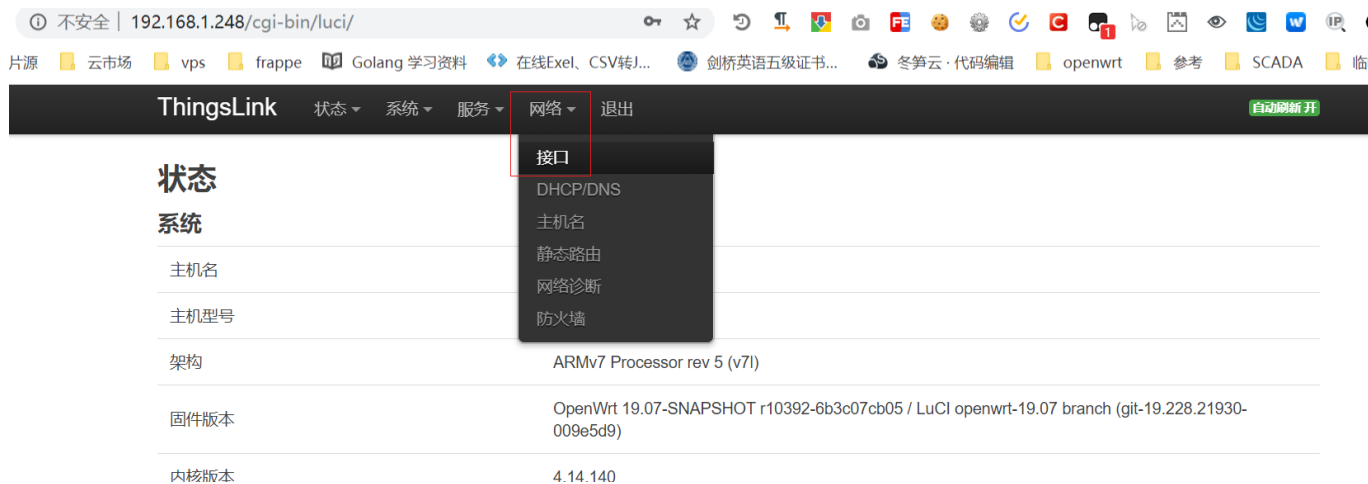 不安全 | 192.168.1.248/cgi-bin/luci/
片源 云市场 vps frappe Golang 学习资料 在线Exel、CSV转J... 剑桥英语五级证书... 冬笋云·代码编辑 openwrt 参考 SCADA 临
ThingsLink 状态 系统 服务 网络 退出 自动刷新 开
接口
状态
DHCP/DNS
系统
主机名
静态路由
主机名
网络诊断
主机型号
防火墙
架构 ARMv7 Processor rev 5 (v7l)
固件版本 OpenWrt 19.07-SNAPSHOT r10392-6b3c07cb05 / LuCI openwrt-19.07 branch (git-19.228.21930-
009e5d9)
内核版本 4.14.140